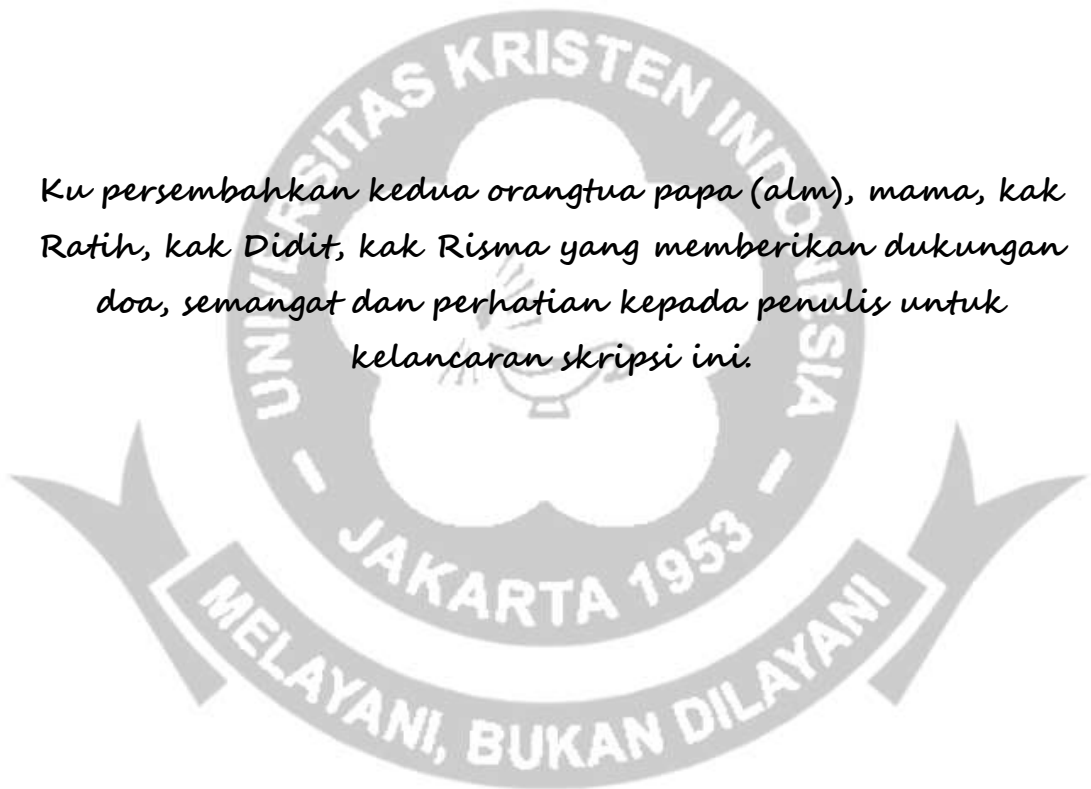 UNIVERSITAS KRISTEN INDONESIA
Ku persembahkan kedua orangtua papa (alm), mama, kak
Ratih, kak Didit, kak Risma yang memberikan dukungan
doa, semangat dan perhatian kepada penulis untuk
kelancaran skripsi ini.
- JAKARTA 1953 -
MELAYANI, BUKAN DILAYANI